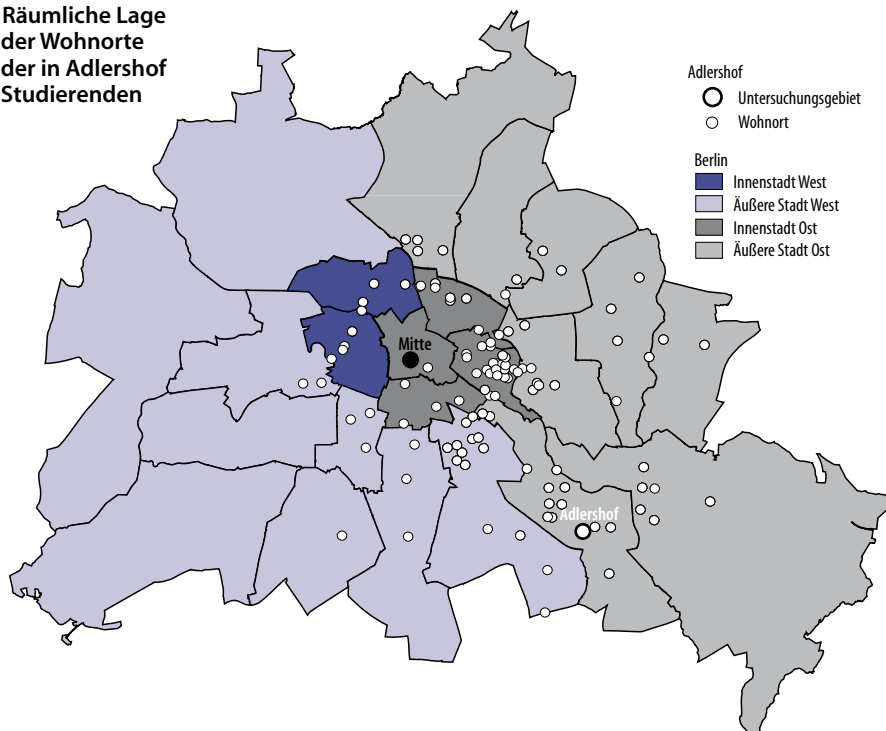 Räumliche Lage
der Wohnorte
der in Adlershof
Studierenden
Adlershof
Untersuchungsgebiet
Wohnort
Berlin
Innenstadt West
Äußere Stadt West
Innenstadt Ost
Äußere Stadt Ost
Mitte
Adlershof